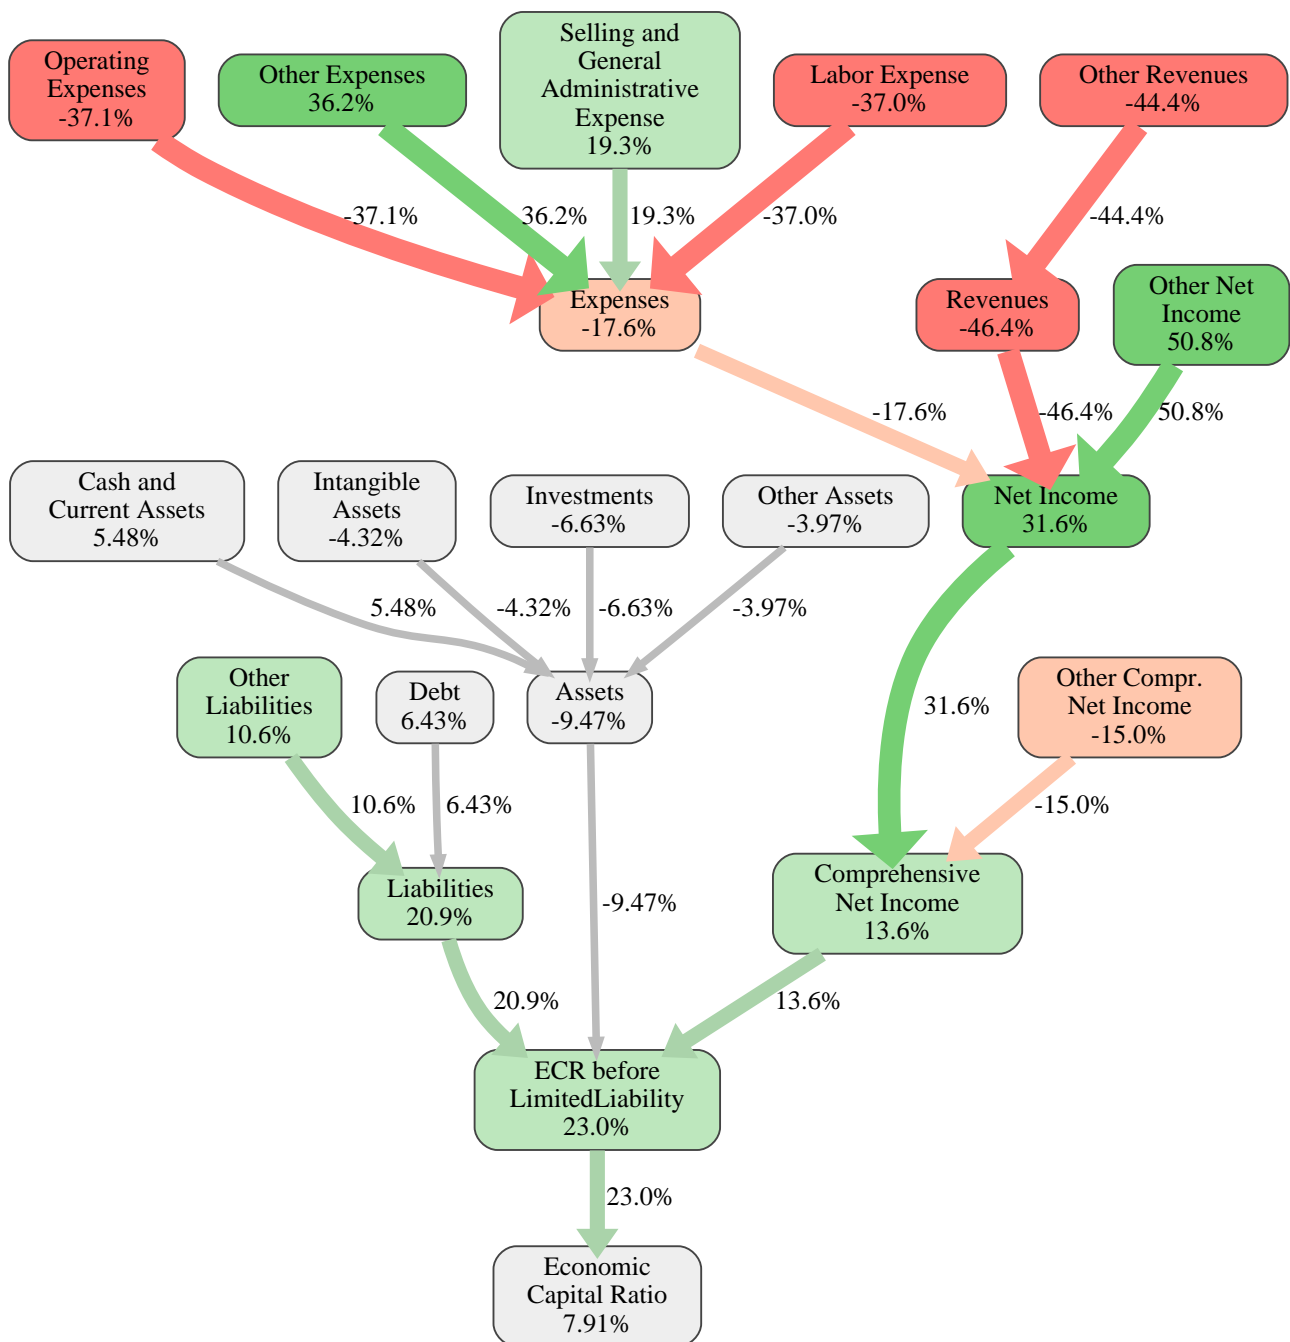 Operating
Expenses
-37.1%
Other Expenses
36.2%
Selling and
General
Administrative
Expense
19.3%
Labor Expense
-37.0%
Other Revenues
-44.4%
-37.1%
36.2%
19.3%
-37.0%
-44.4%
Expenses
-17.6%
Revenues
-46.4%
Other Net
Income
50.8%
-17.6%
-46.4%
50.8%
Cash and
Current Assets
5.48%
Intangible
Assets
-4.32%
Investments
-6.63%
Other Assets
-3.97%
Net Income
31.6%
5.48%
-4.32%
-6.63%
-3.97%
Other
Liabilities
10.6%
Debt
6.43%
Assets
-9.47%
31.6%
Other Compr.
Net Income
-15.0%
10.6%
6.43%
-15.0%
Liabilities
20.9%
-9.47%
Comprehensive
Net Income
13.6%
20.9%
13.6%
ECR before
LimitedLiability
23.0%
23.0%
Economic
Capital Ratio
7.91%